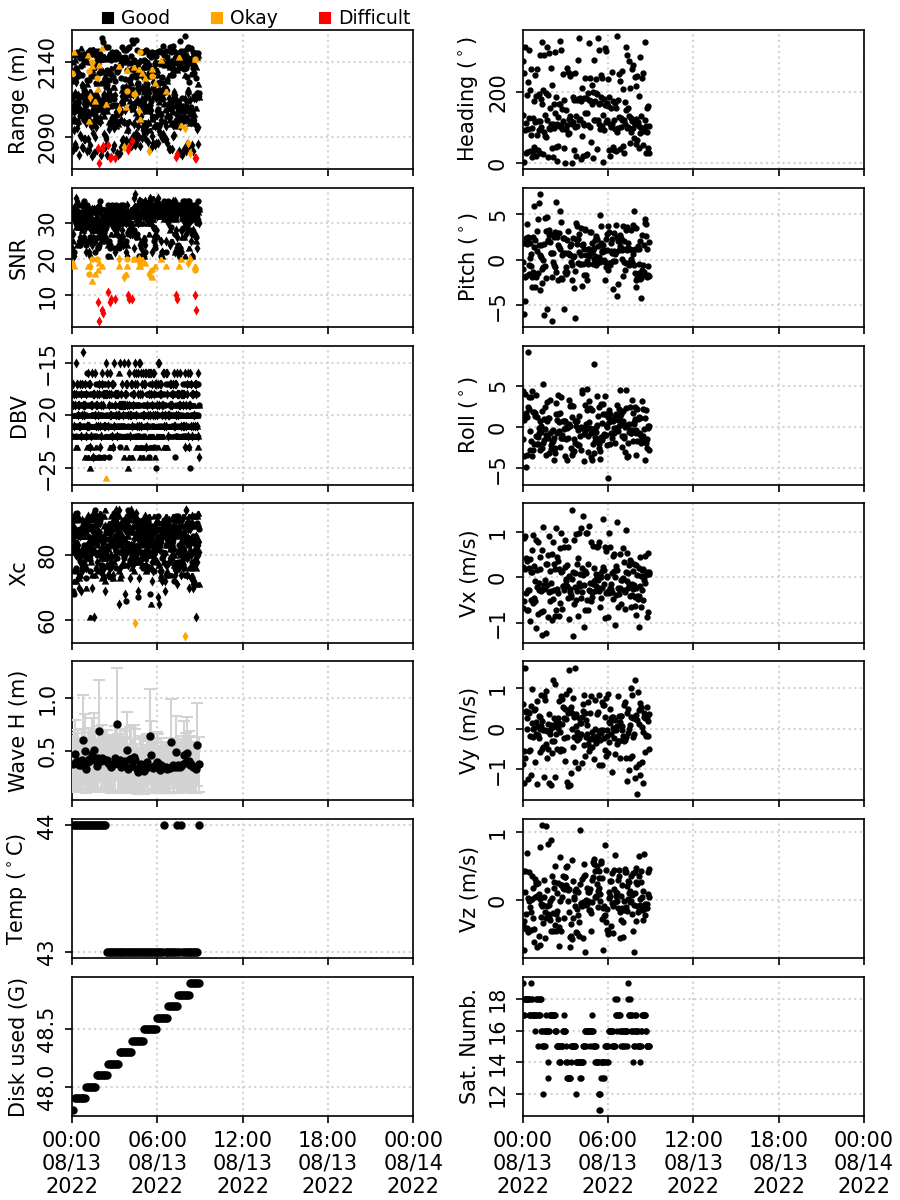 Good Okay Difficult
Range (m)
2140
2090
Heading (°)
200
0
SNR
30
20
10
Pitch (°)
5
0
−5
DBV
−15
−20
−25
Roll (°)
5
0
−5
Xc
80
60
Vx (m/s)
1
0
−1
Wave H (m)
1.0
0.5
Vy (m/s)
1
0
−1
Temp (°C)
44
43
Vz (m/s)
1
0
Disk used (G)
48.5
48.0
Sat. Numb.
18
16
14
12
00:00 06:00 12:00 18:00 00:00
08/13 08/13 08/13 08/13 08/14
2022 2022 2022 2022 2022
00:00 06:00 12:00 18:00 00:00
08/13 08/13 08/13 08/13 08/14
2022 2022 2022 2022 2022